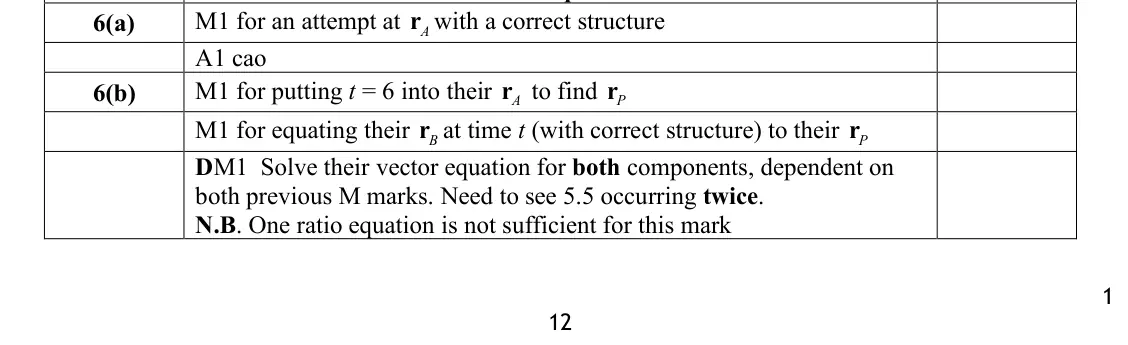 6(a) M1 for an attempt at r_A with a correct structure
A1 cao
6(b) M1 for putting t = 6 into their r_A to find r_P
M1 for equating their r_B at time t (with correct structure) to their r_P
DM1 Solve their vector equation for both components, dependent on
both previous M marks. Need to see 5.5 occurring twice.
N.B. One ratio equation is not sufficient for this mark
1
12